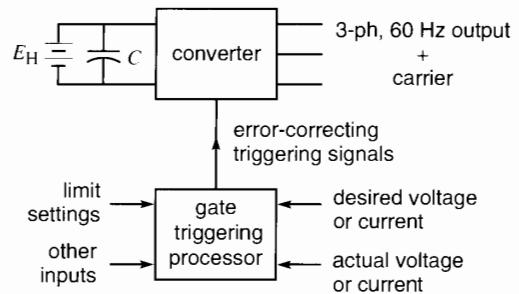 E_H
C
converter
3-ph, 60 Hz output
+
carrier
error-correcting
triggering signals
limit
settings
other
inputs
gate
triggering
processor
desired voltage
or current
actual voltage
or current